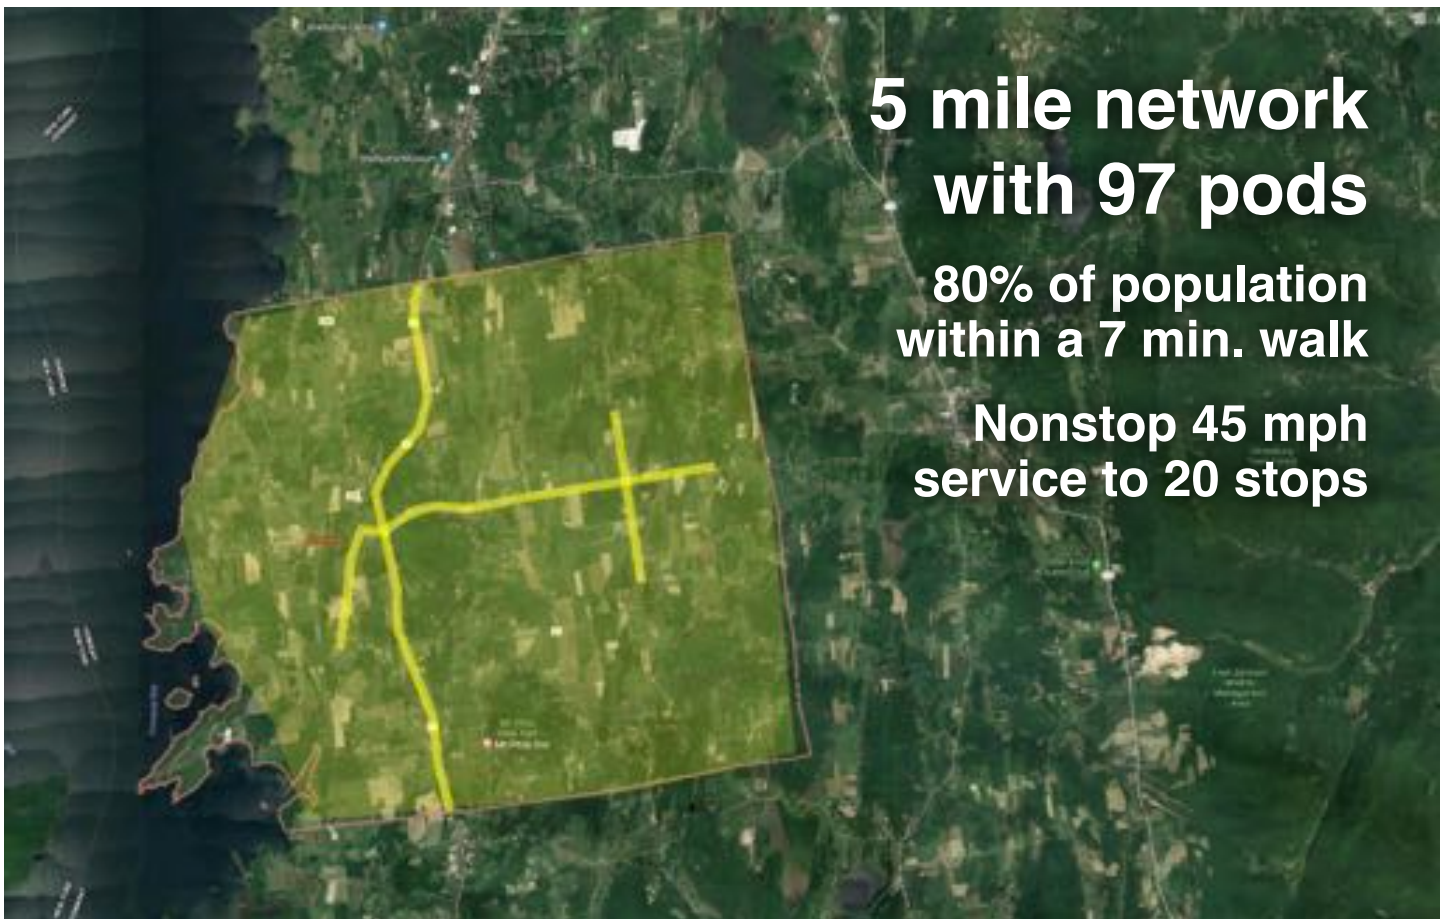 5 mile network
with 97 pods
80% of population
within a 7 min. walk
Nonstop 45 mph
service to 20 stops